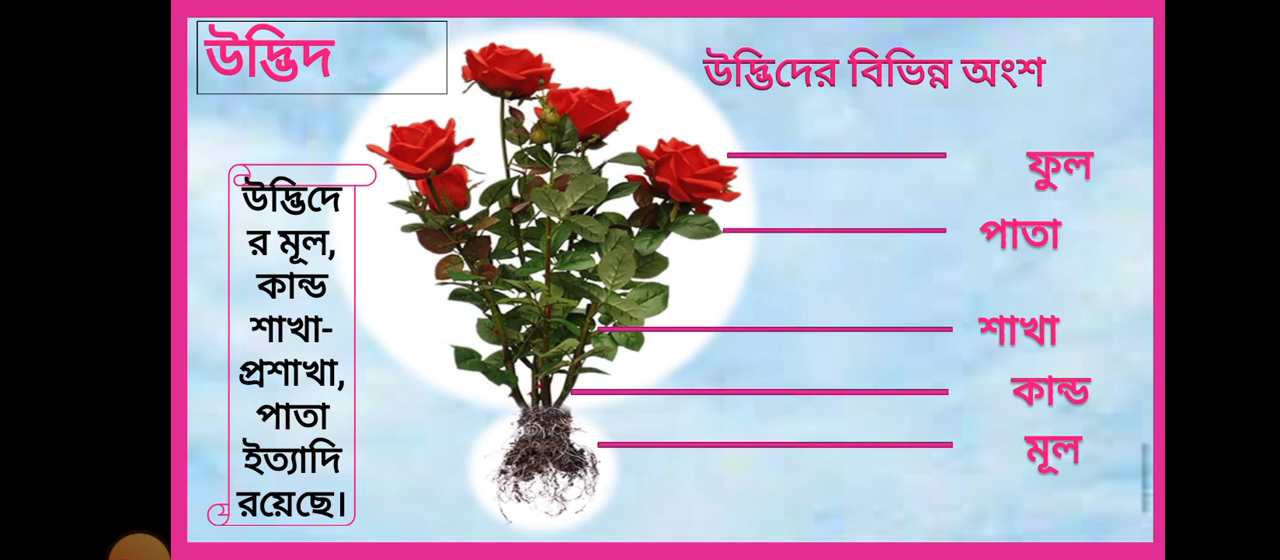 উদ্ভিদ
উদ্ভিদের বিভিন্ন অংশ
উদ্ভিদে
র মূল,
কান্ড
শাখা-
প্রশাখা,
পাতা
ইত্যাদি
রয়েছে।
ফুল
পাতা
শাখা
কান্ড
মূল